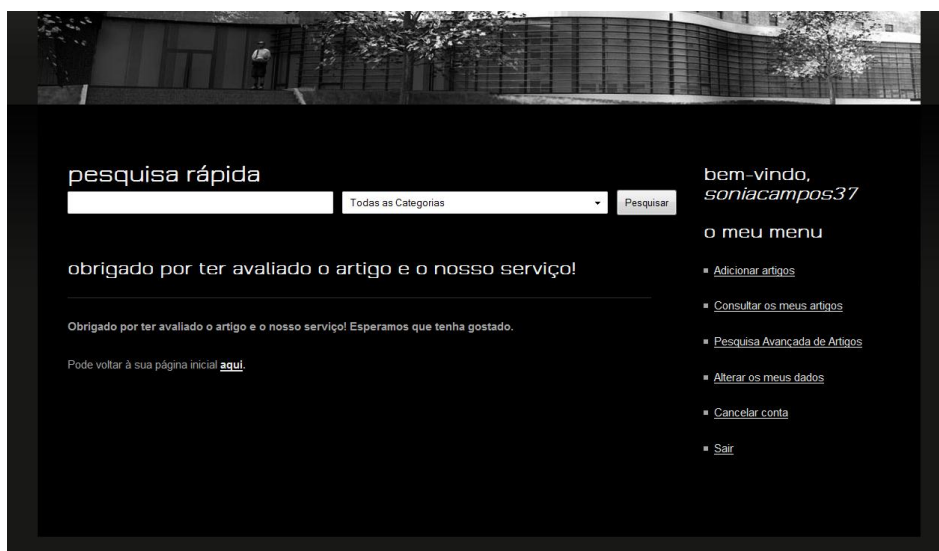 pesquisa rápida
Todas as Categorias
Pesquisar
obrigado por ter avaliado o artigo e o nosso serviço!
Obrigado por ter avaliado o artigo e o nosso serviço! Esperamos que tenha gostado.
Pode voltar à sua página inicial aqui.
bem-vindo,
soniacampos37
o meu menu
Adicionar artigos
Consultar os meus artigos
Pesquisa Avançada de Artigos
Alterar os meus dados
Cancelar conta
Sair